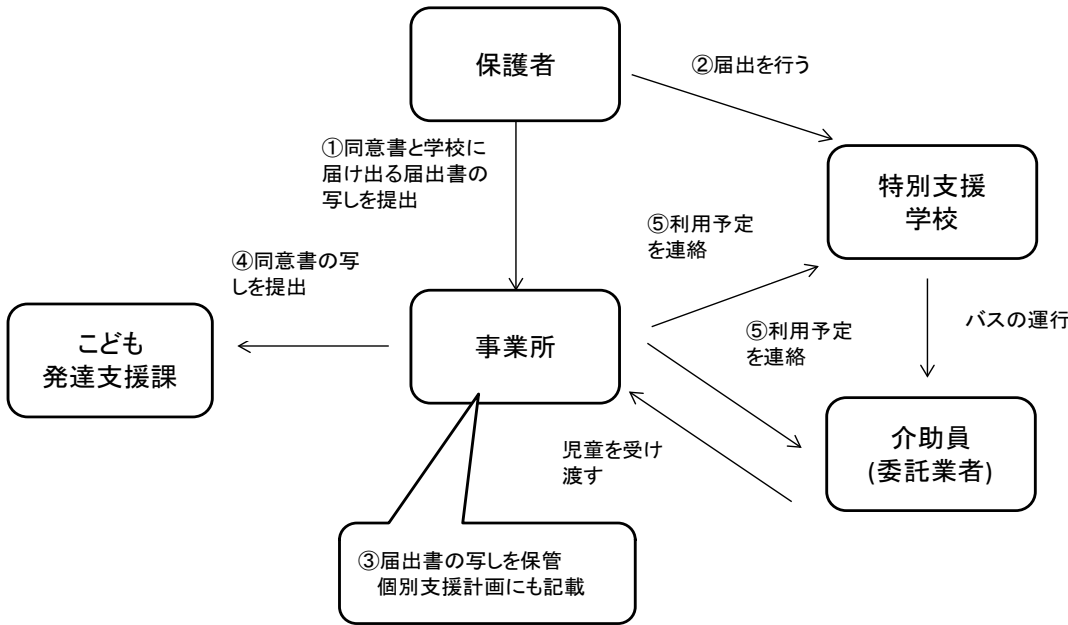 保護者
②届出を行う
①同意書と学校に
届け出る届出書の
写しを提出
特別支援
学校
⑤利用予定
を連絡
④同意書の写
しを提出
こども
発達支援課
事業所
⑤利用予定
を連絡
バスの運行
児童を受け
渡す
介助員
(委託業者)
③届出書の写しを保管
個別支援計画にも記載